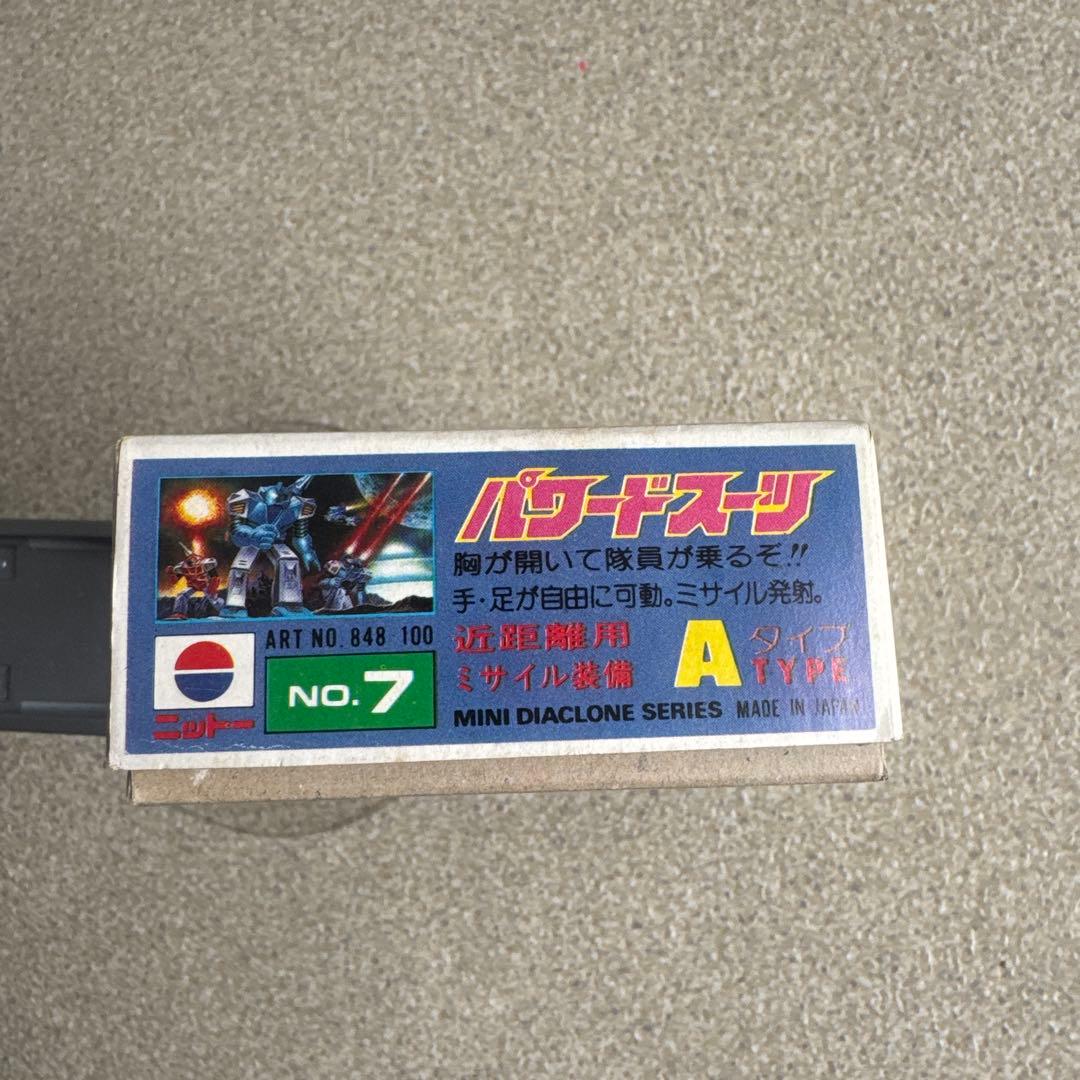 パワードスーツ
胸が開いて隊員が乗るぞ!!
手・足が自由に可動。ミサイル発射。
ART NO. 848 100
近距離用
ミサイル装備
A タイプ
TYPE
NO.7
ニットー
MINI DIACLONE SERIES MADE IN JAPAN